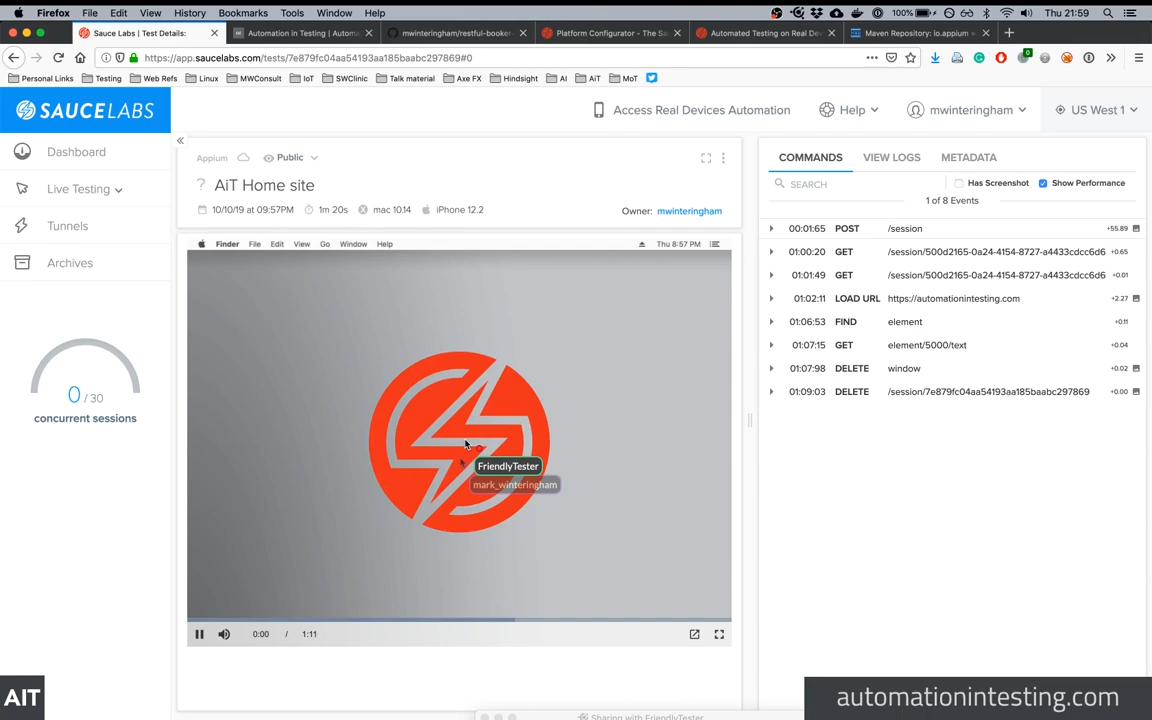 Firefox File Edit View History Bookmarks Tools Window Help 0 100% Thu 21:59
Sauce Labs | Test Details: Automation in Testing | Automa mwinteringham/restful-booker- Platform Configurator - The Sa Automated Testing on Real Dev Maven Repository: io.appium
https://app.saucelabs.com/tests/7e879fc04aa54193aa185baabc297869#0
Personal Links Testing Web Refs Linux MWConsult IoT SWClinic Talk material Axe FX Hindsight AI AiT MoT
SAUCELABS
Access Real Devices Automation Help mwinteringham US West 1
Dashboard
Live Testing
Tunnels
Archives
0 / 30
concurrent sessions
Appium Public
? AiT Home site
10/10/19 at 09:57PM 1m 20s mac 10.14 iPhone 12.2 Owner: mwinteringham
Finder File Edit View Go Window Help Thu 8:57 PM
FriendlyTester
mark_winteringham
0:00 / 1:11
COMMANDS VIEW LOGS METADATA
SEARCH Has Screenshot Show Performance
1 of 8 Events
00:01:65 POST /session +55.89
01:00:20 GET /session/500d2165-0a24-4154-8727-a4433cdcc6d6 +0.65
01:01:49 GET /session/500d2165-0a24-4154-8727-a4433cdcc6d6 +0.01
01:02:11 LOAD URL https://automationintesting.com +2.27
01:06:53 FIND element +0.11
01:07:15 GET element/5000/text +0.04
01:07:98 DELETE window +0.02
01:09:03 DELETE /session/7e879fc04aa54193aa185baabc297869 +0.00
Sharing with FriendlyTester
AIT
automationintesting.com